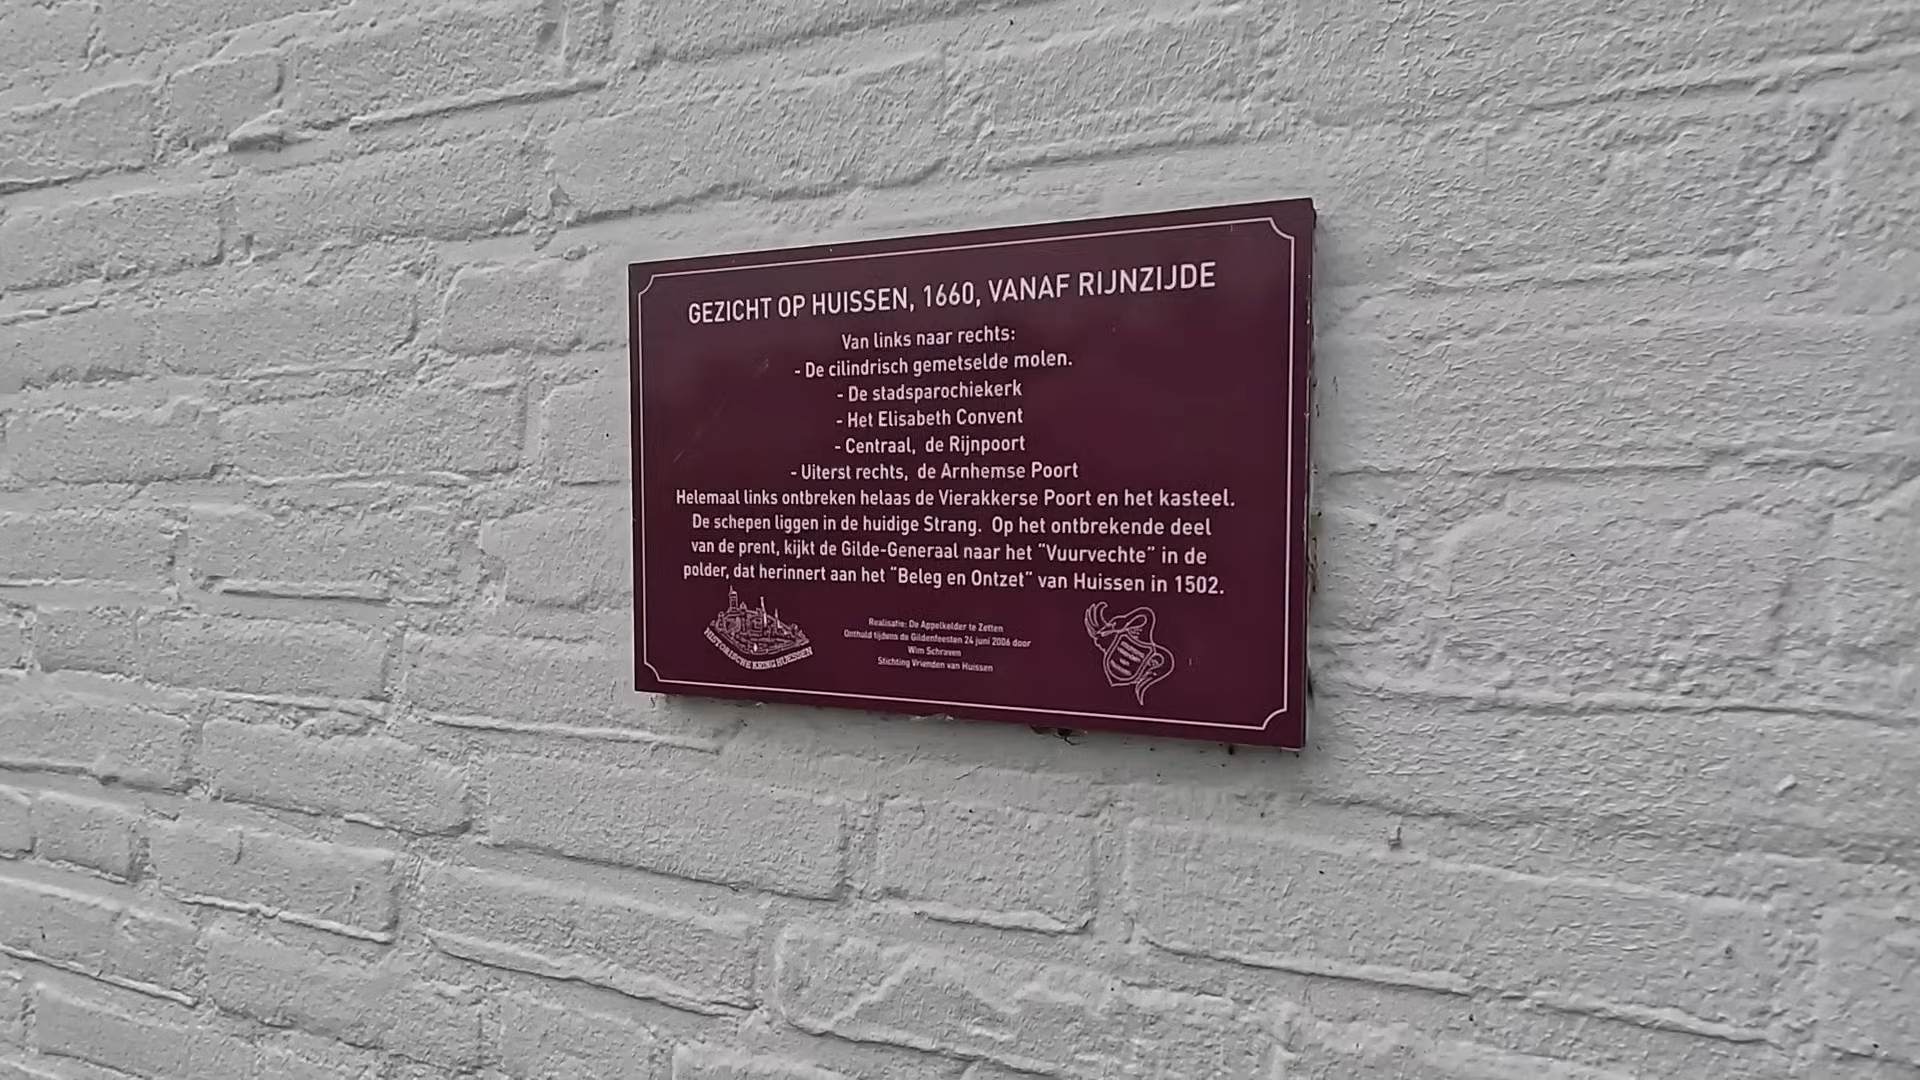 GEZICHT OP HUISSEN, 1660, VANAF RIJNZIJDE
Van links naar rechts:
- De cilindrisch gemetselde molen.
- De stadsparochiekerk
- Het Elisabeth Convent
- Centraal, de Rijnpoort
- Uiterst rechts, de Arnhemse Poort
Helemaal links ontbreken helaas de Vierakkerse Poort en het kasteel.
De schepen liggen in de huidige Strang. Op het ontbrekende deel
van de prent, kijkt de Gilde-Generaal naar het "Vuurvechte" in de
polder, dat herinnert aan het "Beleg en Ontzet" van Huissen in 1502.
HISTORISCHE KRING HUESSEN
Realisatie: De Appelkelder te Zetten
Onthuld tijdens de Gildenfeesten 24 juni 2006 door
Wim Schraven
Stichting Vrienden van Huissen